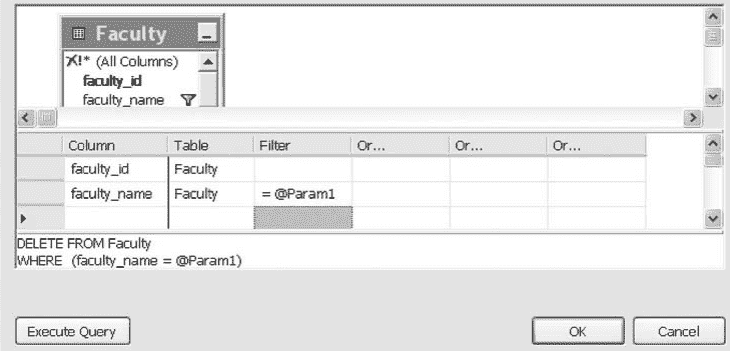 Faculty
* (All Columns)
faculty_id
faculty_name
Column Table Filter Or... Or... Or...
faculty_id Faculty
faculty_name Faculty = @Param1
DELETE FROM Faculty
WHERE (faculty_name = @Param1)
Execute Query OK Cancel